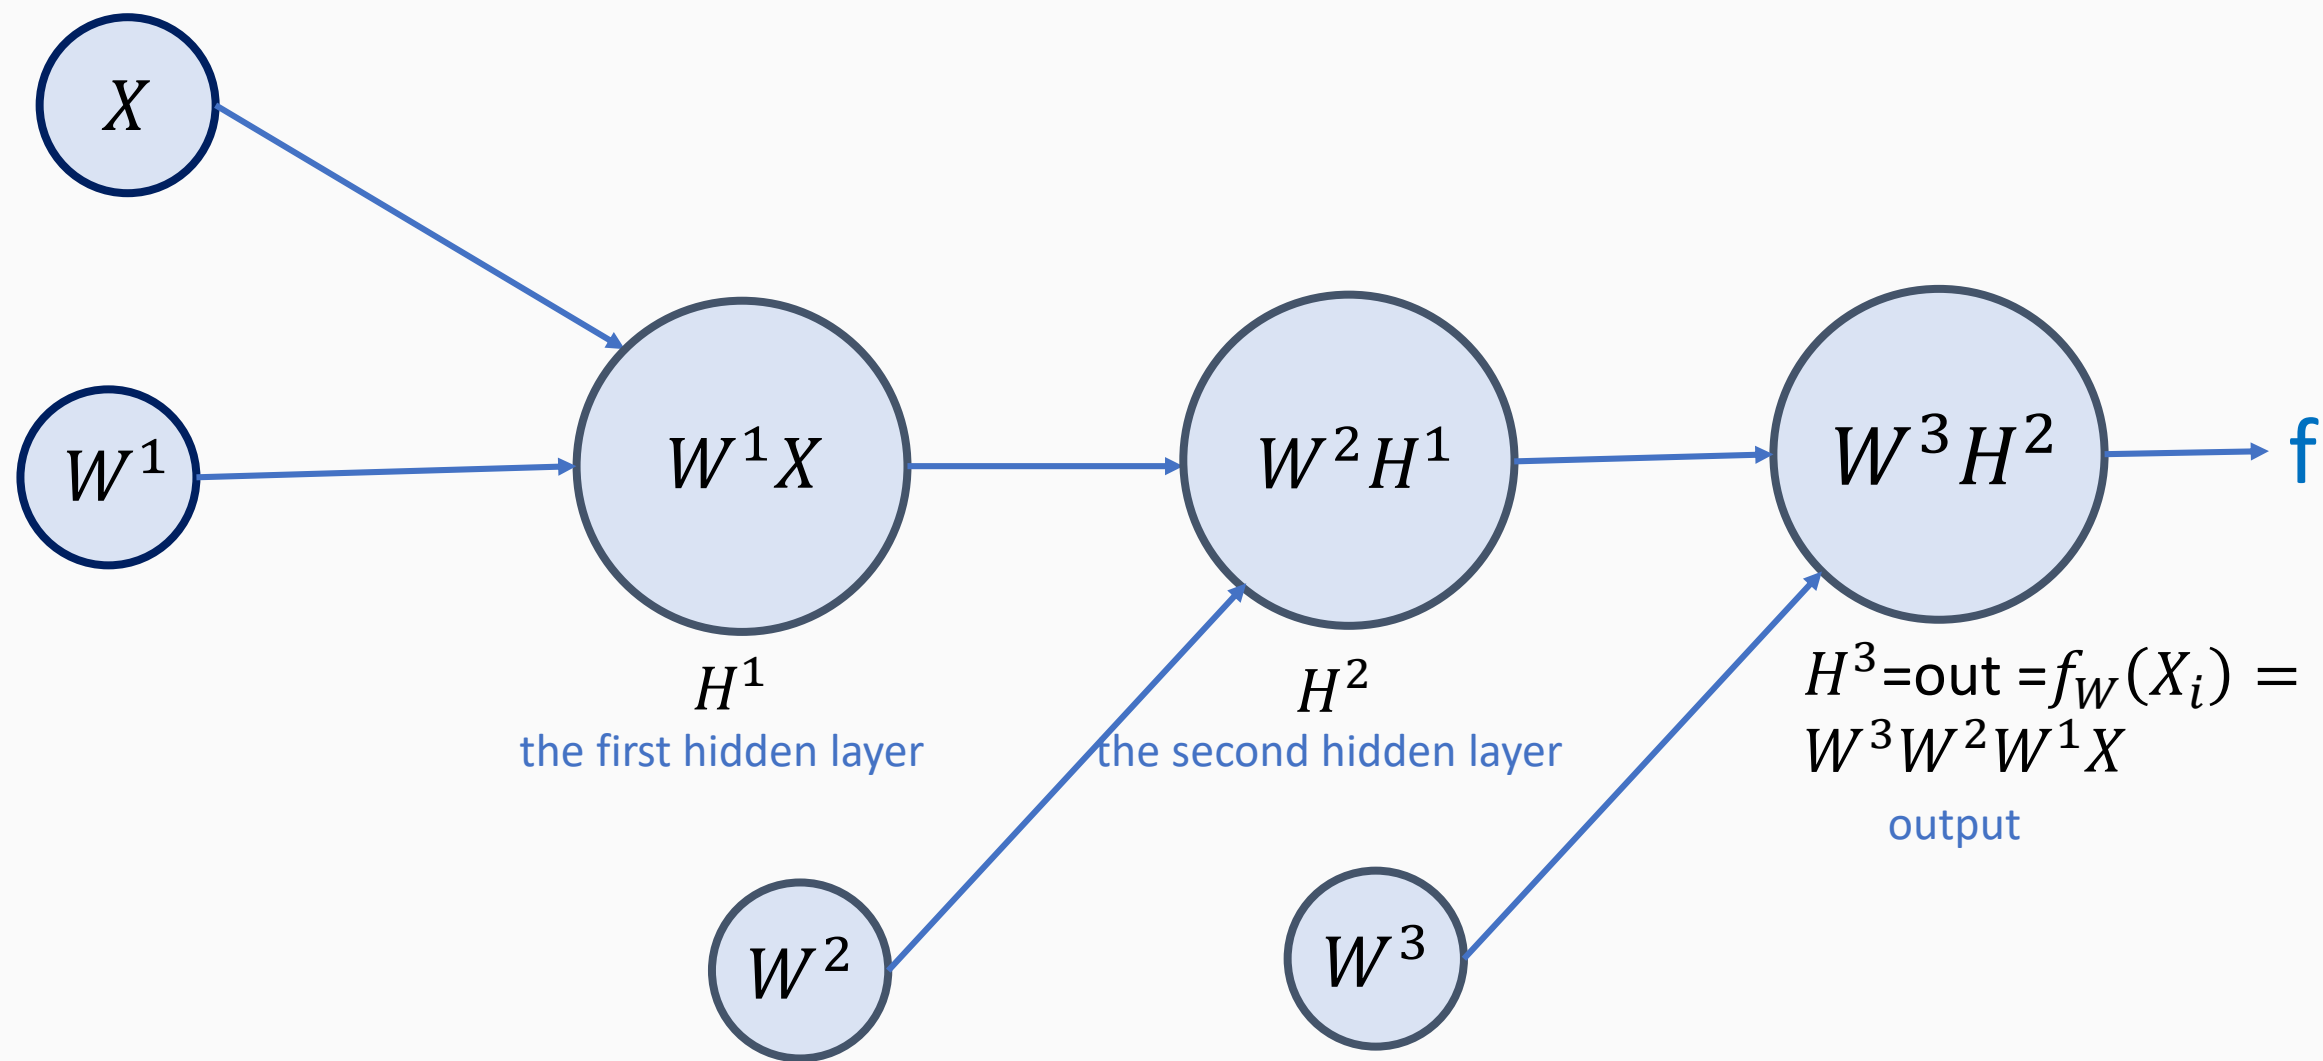 X
W¹
W¹X
W²H¹
W³H²
f
H¹
the first hidden layer
H²
the second hidden layer
H³=out =f_W(X_i) =
W³W²W¹X
output
W²
W³